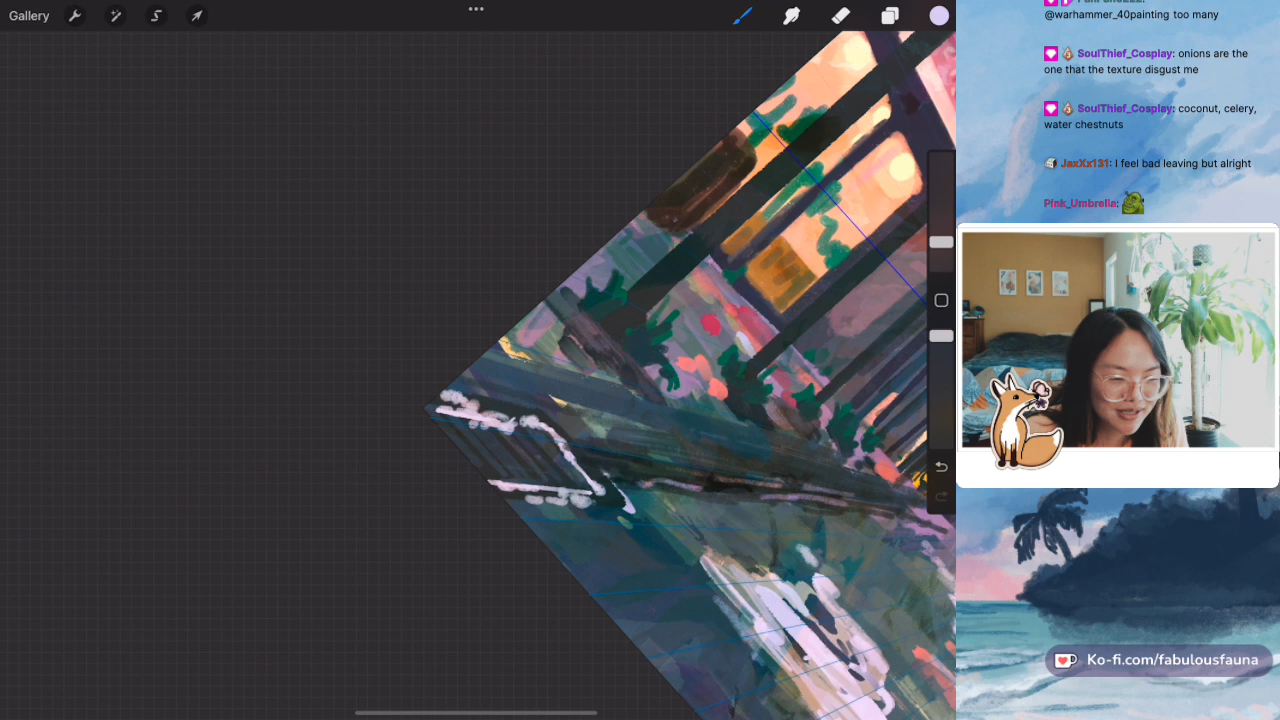 Gallery
@warhammer_40painting too many
SoulThief_Cosplay: onions are the
one that the texture disgust me
SoulThief_Cosplay: coconut, celery,
water chestnuts
JaxXx131: I feel bad leaving but alright
P!nk_Umbrella:
Ko-fi.com/fabulousfauna